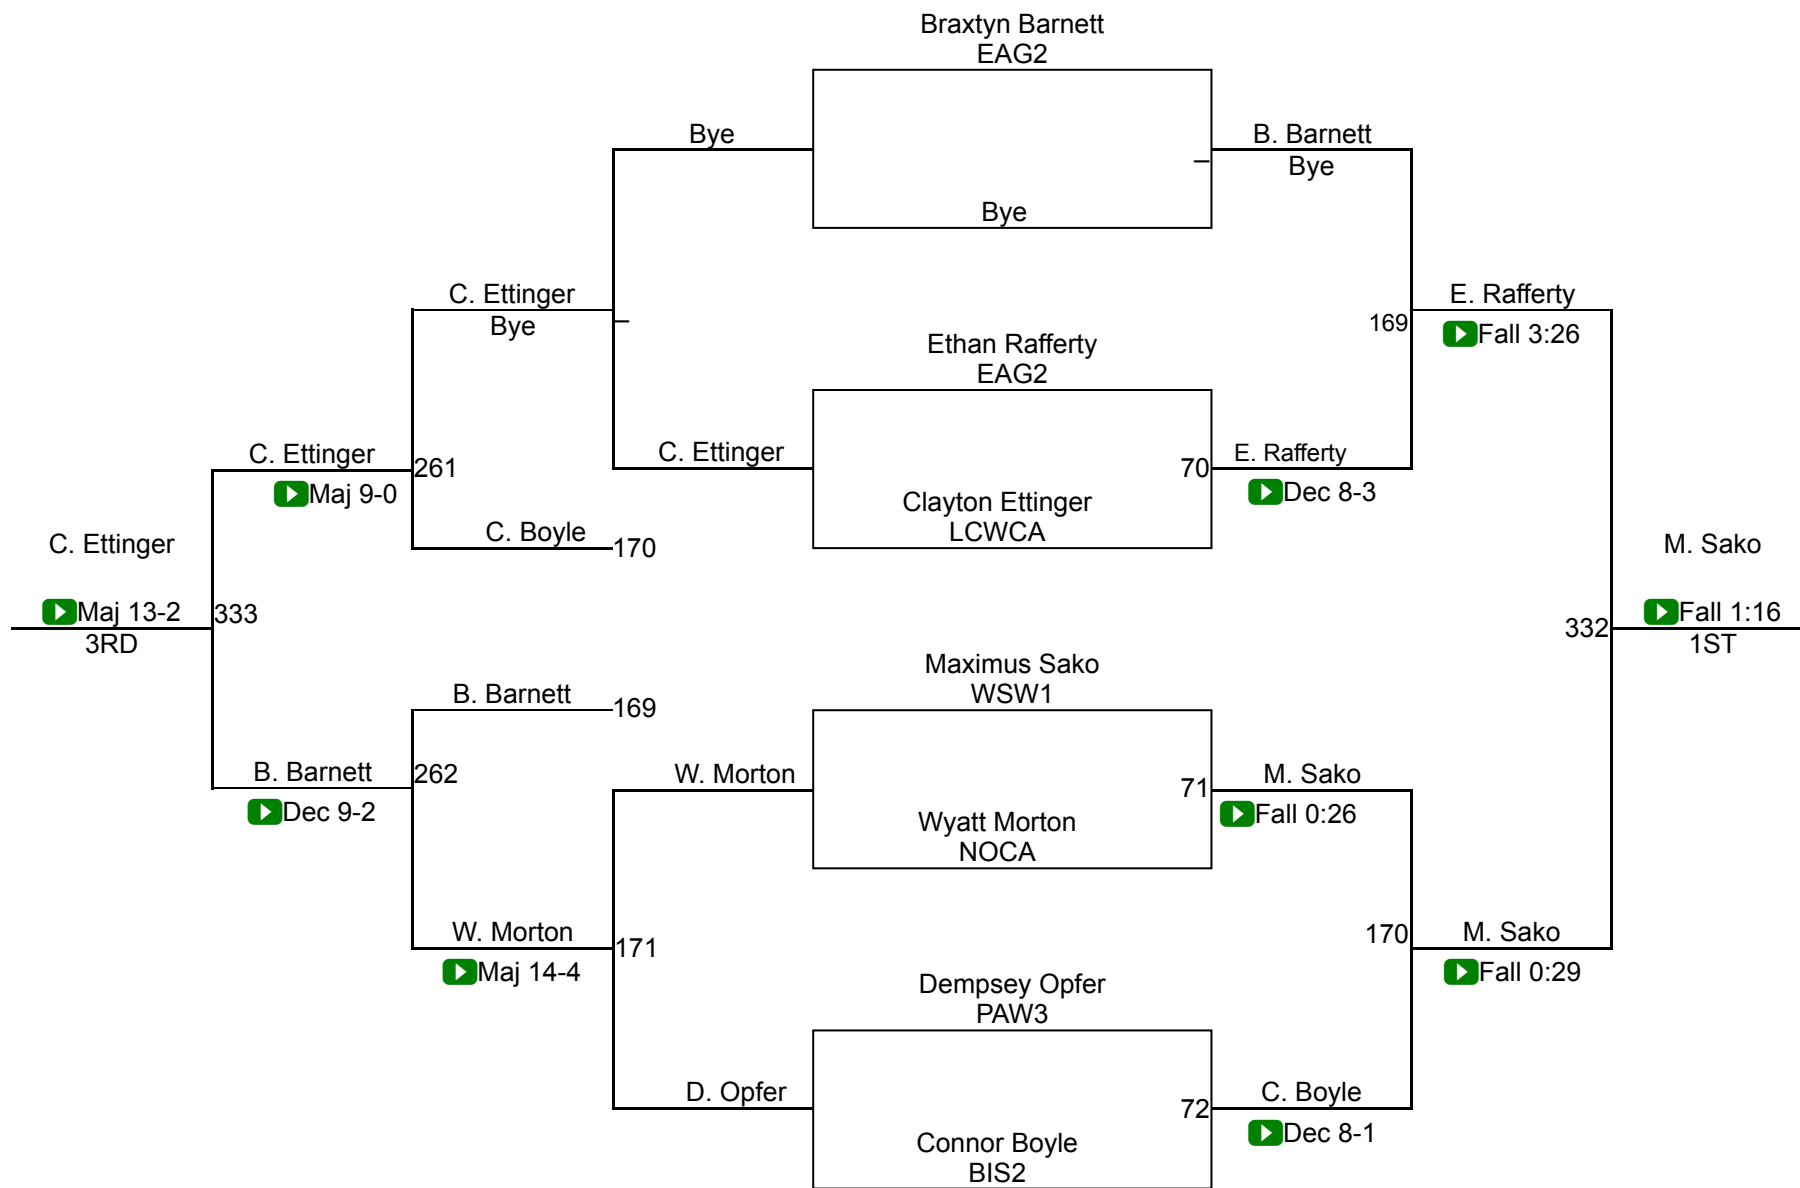 Braxtyn Barnett
EAG2
Bye
B. Barnett
Bye
Bye
C. Ettinger
Bye
E. Rafferty
169
Fall 3:26
Ethan Rafferty
EAG2
C. Ettinger
261
Maj 9-0
C. Ettinger
70
E. Rafferty
Dec 8-3
Clayton Ettinger
LCWCA
C. Boyle
170
C. Ettinger
M. Sako
Maj 13-2
333
3RD
332
Fall 1:16
1ST
Maximus Sako
WSW1
B. Barnett
169
B. Barnett
262
Dec 9-2
W. Morton
71
M. Sako
Fall 0:26
Wyatt Morton
NOCA
W. Morton
171
Maj 14-4
170
M. Sako
Fall 0:29
Dempsey Opfer
PAW3
D. Opfer
72
C. Boyle
Dec 8-1
Connor Boyle
BIS2